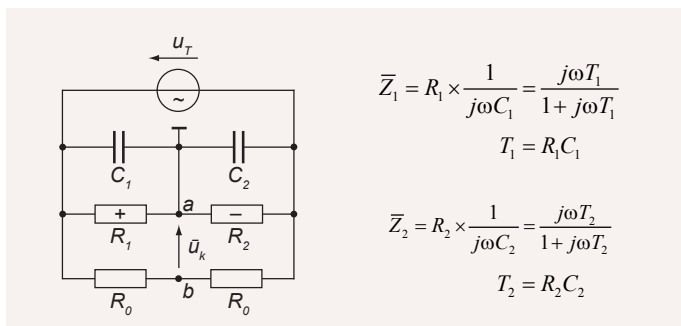 u_T
~
C_1 C_2
+ a −
R_1 R_2
ū_k
b
R_0 R_0
Z̅_1 = R_1 × 1/(jωC_1) = jωT_1/(1 + jωT_1)
T_1 = R_1C_1
Z̅_2 = R_2 × 1/(jωC_2) = jωT_2/(1 + jωT_2)
T_2 = R_2C_2